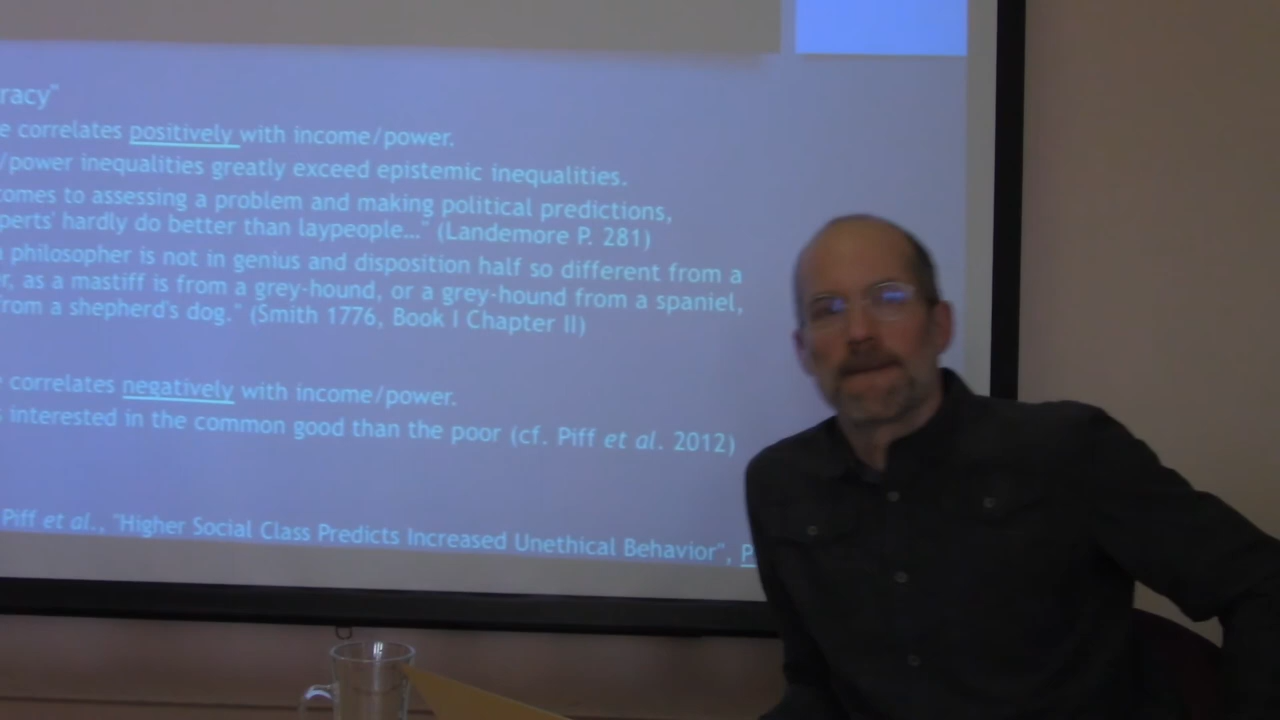 racy"
e correlates positively with income/power.
/power inequalities greatly exceed epistemic inequalities.
omes to assessing a problem and making political predictions,
perts' hardly do better than laypeople..." (Landemore P. 281)
philosopher is not in genius and disposition half so different from a
r, as a mastiff is from a grey-hound, or a grey-hound from a spaniel,
from a shepherd's dog." (Smith 1776, Book I Chapter II)
correlates negatively with income/power.
s interested in the common good than the poor (cf. Piff et al. 2012)
Piff et al., "Higher Social Class Predicts Increased Unethical Behavior", P